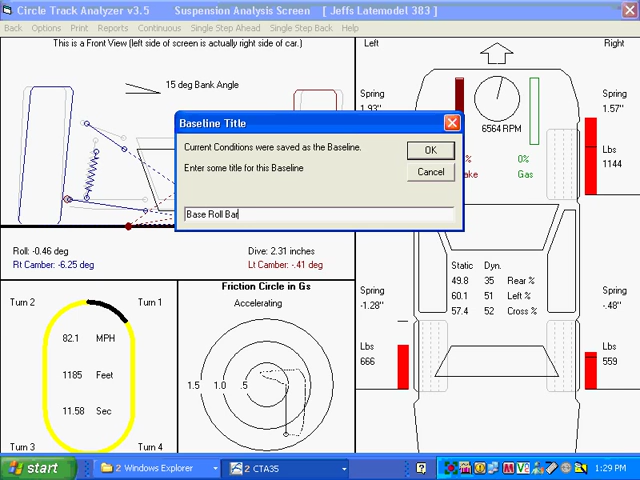 Circle Track Analyzer v3.5 Suspension Analysis Screen [ Jeffs Latemodel 383 ]
Back Options Print Reports Continuous Single Step Ahead Single Step Back Help
This is a Front View (left side of screen is actually right side of car.)
15 deg Bank Angle
Left
Right
Spring
1.93"
Spring
1.57"
6564 RPM
Lbs
1144
0%
Gas
Baseline Title
Current Conditions were saved as the Baseline.
Enter some title for this Baseline
OK
Cancel
Base Roll Bar
Roll: -0.46 deg
Rt Camber: -6.25 deg
Dive: 2.31 inches
Lt Camber: -.41 deg
Static Dyn.
49.8 35 Rear %
60.1 51 Left %
57.4 52 Cross %
Spring
-1.28"
Spring
-.48"
Lbs
666
Lbs
559
Turn 2
Turn 1
82.1 MPH
1185 Feet
11.58 Sec
Turn 3
Turn 4
Friction Circle in Gs
Accelerating
1.5 1.0 .5
start
2 Windows Explorer
2 CTA35
1:29 PM